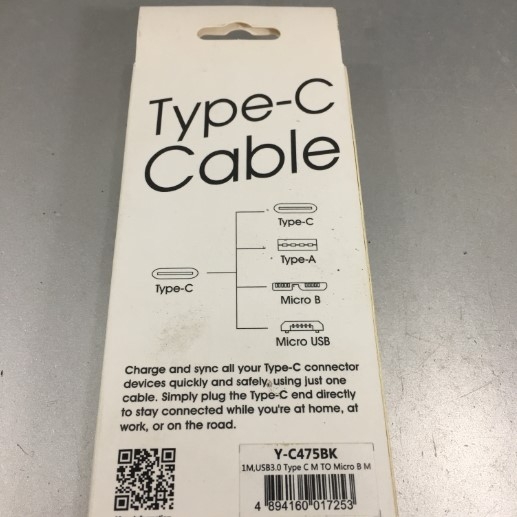 Type-C
Cable
Type-C
Type-A
Type-C
Micro B
Micro USB
Charge and sync all your Type-C connector
devices quickly and safely, using just one
cable. Simply plug the Type-C end directly
to stay connected while you're at home, at
work, or on the road.
Y-C475BK
1M,USB3.0 Type C M TO Micro B M
4 894160 017253